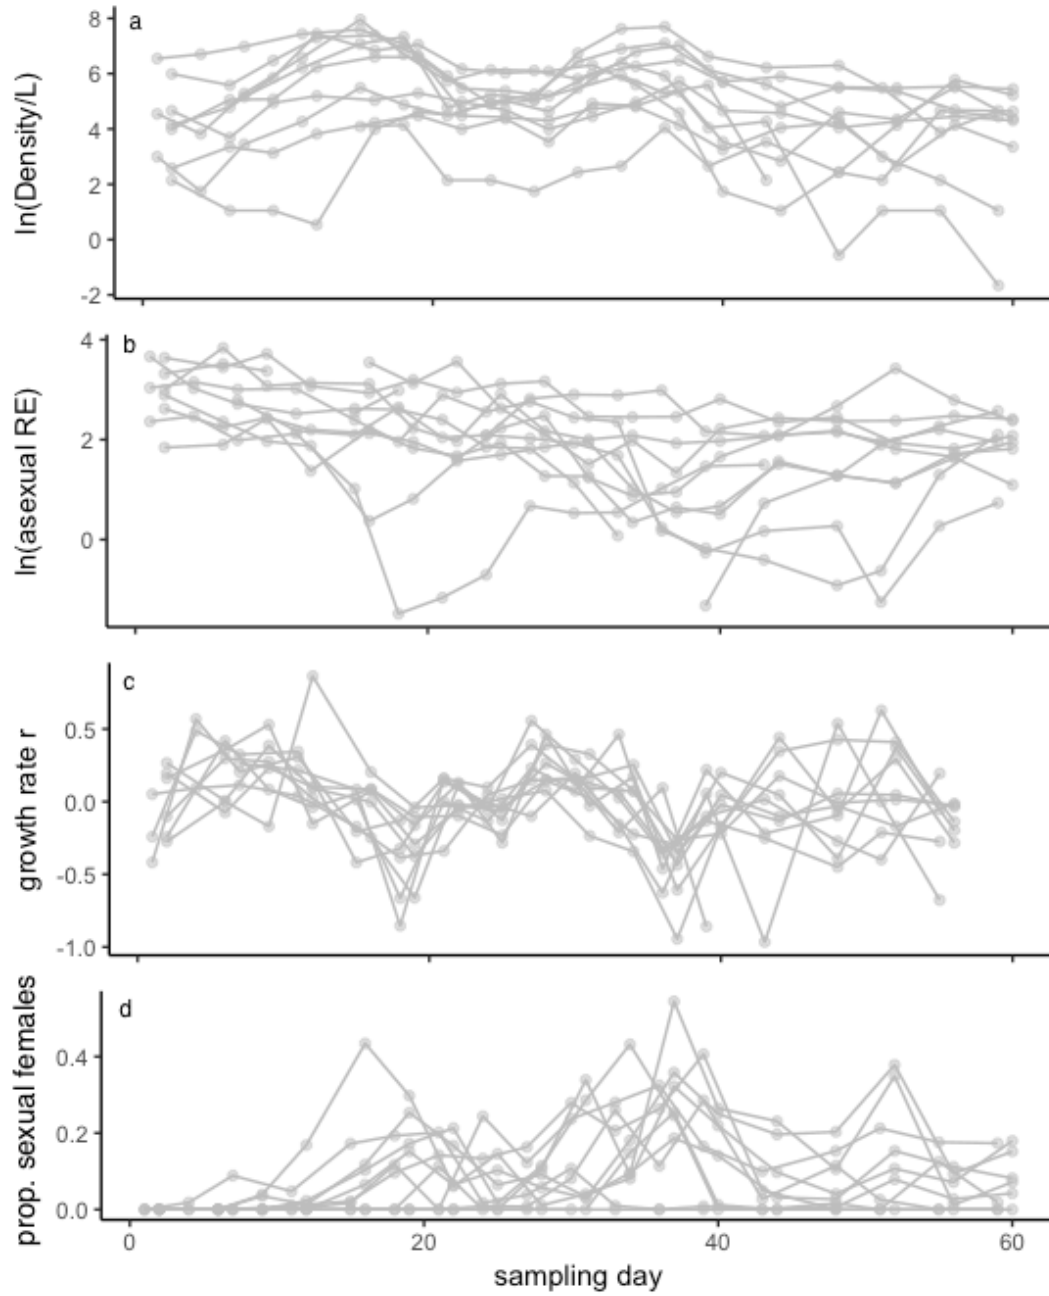 a
ln(Density/L)
8
6
4
2
0
-2
b
ln(asexual RE)
4
2
0
c
growth rate r
0.5
0.0
-0.5
-1.0
d
prop. sexual females
0.4
0.2
0.0
0 20 40 60
sampling day